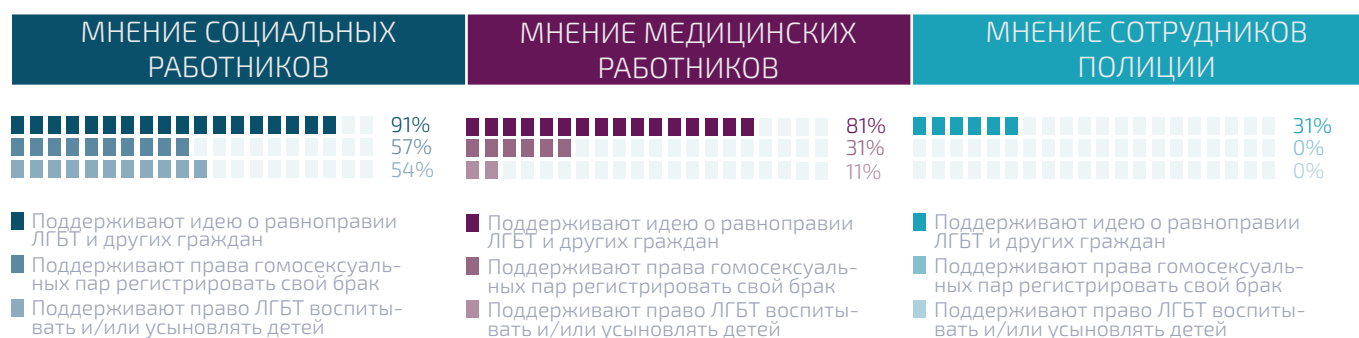 МНЕНИЕ СОЦИАЛЬНЫХ
РАБОТНИКОВ
91%
57%
54%
Поддерживают идею о равноправии
ЛГБТ и других граждан
Поддерживают права гомосексуаль-
ных пар регистрировать свой брак
Поддерживают право ЛГБТ воспиты-
вать и/или усыновлять детей
МНЕНИЕ МЕДИЦИНСКИХ
РАБОТНИКОВ
81%
31%
11%
Поддерживают идею о равноправии
ЛГБТ и других граждан
Поддерживают права гомосексуаль-
ных пар регистрировать свой брак
Поддерживают право ЛГБТ воспиты-
вать и/или усыновлять детей
МНЕНИЕ СОТРУДНИКОВ
ПОЛИЦИИ
31%
0%
0%
Поддерживают идею о равноправии
ЛГБТ и других граждан
Поддерживают права гомосексуаль-
ных пар регистрировать свой брак
Поддерживают право ЛГБТ воспиты-
вать и/или усыновлять детей